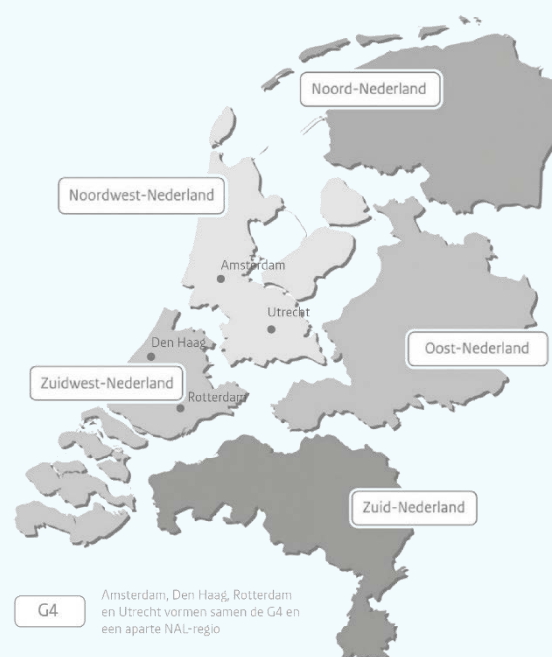 Noord-Nederland
Noordwest-Nederland
Amsterdam
Utrecht
Den Haag
Oost-Nederland
Zuidwest-Nederland
Rotterdam
Zuid-Nederland
G4
Amsterdam, Den Haag, Rotterdam
en Utrecht vormen samen de G4 en
een aparte NAL-regio